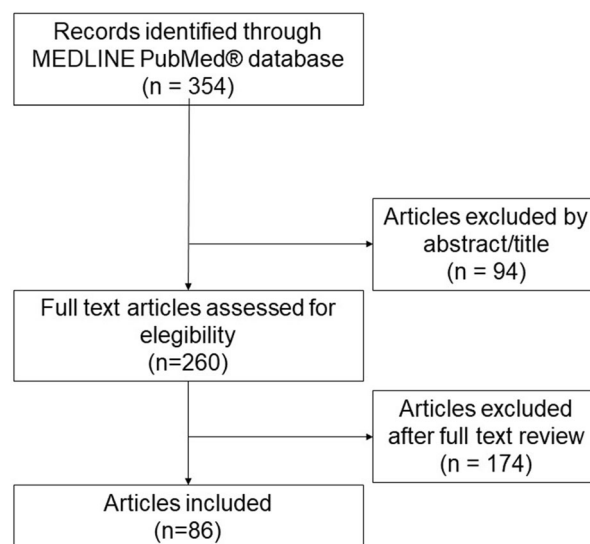 Records identified through
MEDLINE PubMed® database
(n = 354)
Articles excluded by
abstract/title
(n = 94)
Full text articles assessed for
elegibility
(n=260)
Articles excluded
after full text review
(n = 174)
Articles included
(n=86)